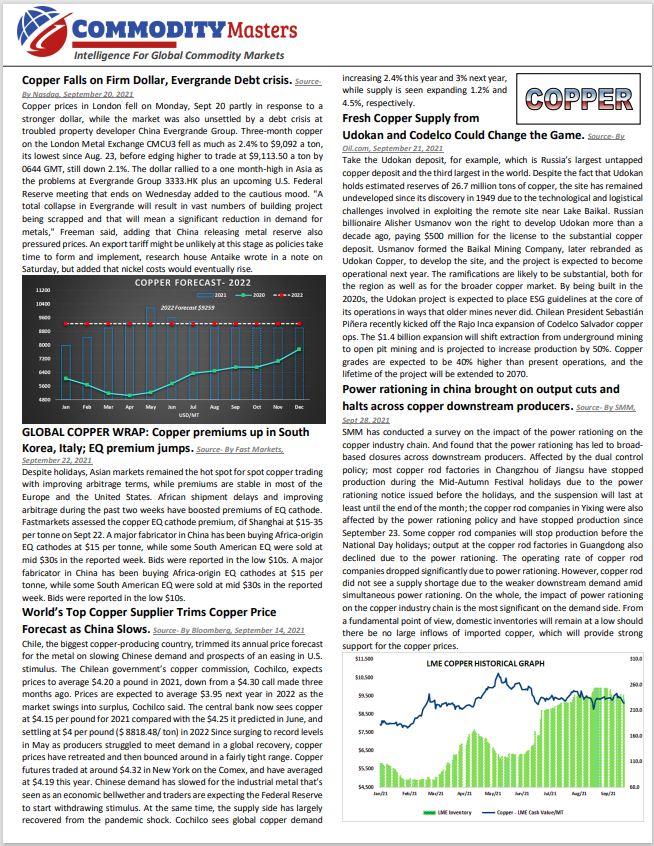 COMMODITY Masters
Intelligence For Global Commodity Markets
Copper Falls on Firm Dollar, Evergrande Debt crisis. Source-
By Nasdaq, September 20, 2021
Copper prices in London fell on Monday, Sept 20 partly in response to a
stronger dollar, while the market was also unsettled by a debt crisis at
troubled property developer China Evergrande Group. Three-month copper
on the London Metal Exchange CMCU3 fell as much as 2.4% to $9,092 a ton,
its lowest since Aug. 23, before edging higher to trade at $9,113.50 a ton by
0644 GMT, still down 2.1%. The dollar rallied to a one month-high in Asia as
the problems at Evergrande Group 3333.HK plus an upcoming U.S. Federal
Reserve meeting that ends on Wednesday added to the cautious mood. "A
total collapse in Evergrande will result in vast numbers of building project
being scrapped and that will mean a significant reduction in demand for
metals," Freeman said, adding that China releasing metal reserve also
pressured prices. An export tariff might be unlikely at this stage as policies take
time to form and implement, research house Antaike wrote in a note on
Saturday, but added that nickel costs would eventually rise.
COPPER FORECAST- 2022
2021 2020 2022
2022 Forecast $9259
11200
10400
9600
8800
8000
7200
6400
5600
4800
Jan Feb Mar Apr May Jun Jul Aug Sept Oct Nov Dec
USD/MT
GLOBAL COPPER WRAP: Copper premiums up in South
Korea, Italy; EQ premium jumps. Source- By Fast Markets,
September 22, 2021
Despite holidays, Asian markets remained the hot spot for spot copper trading
with improving arbitrage terms, while premiums are stable in most of the
Europe and the United States. African shipment delays and improving
arbitrage during the past two weeks have boosted premiums of EQ cathode.
Fastmarkets assessed the copper EQ cathode premium, cif Shanghai at $15-35
per tonne on Sept 22. A major fabricator in China has been buying Africa-origin
EQ cathodes at $15 per tonne, while some South American EQ were sold at
mid $30s in the reported week. Bids were reported in the low $10s. A major
fabricator in China has been buying Africa-origin EQ cathodes at $15 per
tonne, while some South American EQ were sold at mid $30s in the reported
week. Bids were reported in the low $10s.
World's Top Copper Supplier Trims Copper Price
Forecast as China Slows. Source- By Bloomberg, September 14, 2021
Chile, the biggest copper-producing country, trimmed its annual price forecast
for the metal on slowing Chinese demand and prospects of an easing in U.S.
stimulus. The Chilean government's copper commission, Cochilco, expects
prices to average $4.20 a pound in 2021, down from a $4.30 call made three
months ago. Prices are expected to average $3.95 next year in 2022 as the
market swings into surplus, Cochilco said. The central bank now sees copper
at $4.15 per pound for 2021 compared with the $4.25 it predicted in June, and
settling at $4 per pound ($ 8818.48/ ton) in 2022 Since surging to record levels
in May as producers struggled to meet demand in a global recovery, copper
prices have retreated and then bounced around in a fairly tight range. Copper
futures traded at around $4.32 in New York on the Comex, and have averaged
at $4.19 this year. Chinese demand has slowed for the industrial metal that's
seen as an economic bellwether and traders are expecting the Federal Reserve
to start withdrawing stimulus. At the same time, the supply side has largely
recovered from the pandemic shock. Cochilco sees global copper demand
increasing 2.4% this year and 3% next year,
while supply is seen expanding 1.2% and
4.5%, respectively.
COPPER
Fresh Copper Supply from
Udokan and Codelco Could Change the Game. Source- By
Oil.com, September 21, 2021
Take the Udokan deposit, for example, which is Russia's largest untapped
copper deposit and the third largest in the world. Despite the fact that Udokan
holds estimated reserves of 26.7 million tons of copper, the site has remained
undeveloped since its discovery in 1949 due to the technological and logistical
challenges involved in exploiting the remote site near Lake Baikal. Russian
billionaire Alisher Usmanov won the right to develop Udokan more than a
decade ago, paying $500 million for the license to the substantial copper
deposit. Usmanov formed the Baikal Mining Company, later rebranded as
Udokan Copper, to develop the site, and the project is expected to become
operational next year. The ramifications are likely to be substantial, both for
the region as well as for the broader copper market. By being built in the
2020s, the Udokan project is expected to place ESG guidelines at the core of
its operations in ways that older mines never did. Chilean President Sebastián
Piñera recently kicked off the Rajo Inca expansion of Codelco Salvador copper
ops. The $1.4 billion expansion will shift extraction from underground mining
to open pit mining and is projected to increase production by 50%. Copper
grades are expected to be 40% higher than present operations, and the
lifetime of the project will be extended to 2070.
Power rationing in china brought on output cuts and
halts across copper downstream producers. Source- By SMM,
Sept 28, 2021
SMM has conducted a survey on the impact of the power rationing on the
copper industry chain. And found that the power rationing has led to broad-
based closures across downstream producers. Affected by the dual control
policy; most copper rod factories in Changzhou of Jiangsu have stopped
production during the Mid-Autumn Festival holidays due to the power
rationing notice issued before the holidays, and the suspension will last at
least until the end of the month; the copper rod companies in Yixing were also
affected by the power rationing policy and have stopped production since
September 23. Some copper rod companies will stop production before the
National Day holidays; output at the copper rod factories in Guangdong also
declined due to the power rationing. The operating rate of copper rod
companies dropped significantly due to power rationing. However, copper rod
did not see a supply shortage due to the weaker downstream demand amid
simultaneous power rationing. On the whole, the impact of power rationing
on the copper industry chain is the most significant on the demand side. From
a fundamental point of view, domestic inventories will remain at a low should
there be no large inflows of imported copper, which will provide strong
support for the copper prices.
LME COPPER HISTORICAL GRAPH
$11,500
$10,500
$9,500
$8,500
$7,500
$6,500
$5,500
$4,500
310.0
260.0
210.0
160.0
110.0
60.0
Jan/21 Feb/21 Mar/21 Apr/21 May/21 Jun/21 Jul/21 Aug/21 Sep/21
LME Inventory Copper - LME Cash Value/MT